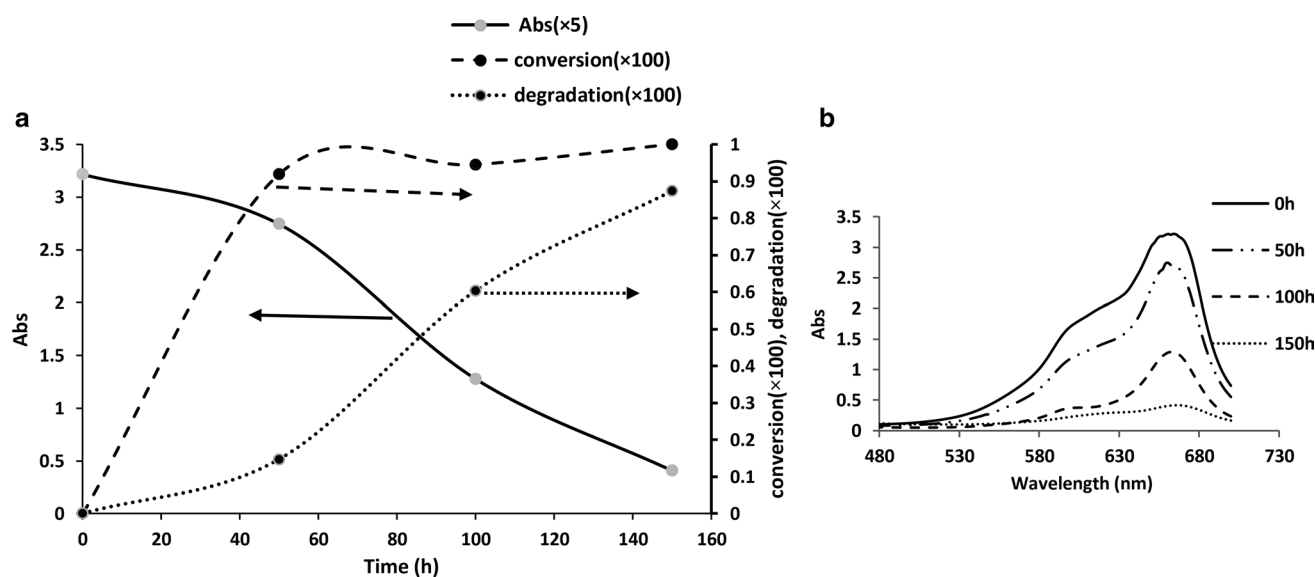 Abs(×5)
conversion(×100)
degradation(×100)
a
3.5
3
2.5
2
1.5
1
0.5
0
Abs
0 20 40 60 80 100 120 140 160
Time (h)
1
0.9
0.8
0.7
0.6
0.5
0.4
0.3
0.2
0.1
0
conversion(×100), degradation(×100)
b
3.5
3
2.5
2
1.5
1
0.5
0
Abs
480 530 580 630 680 730
Wavelength (nm)
0h
50h
100h
150h